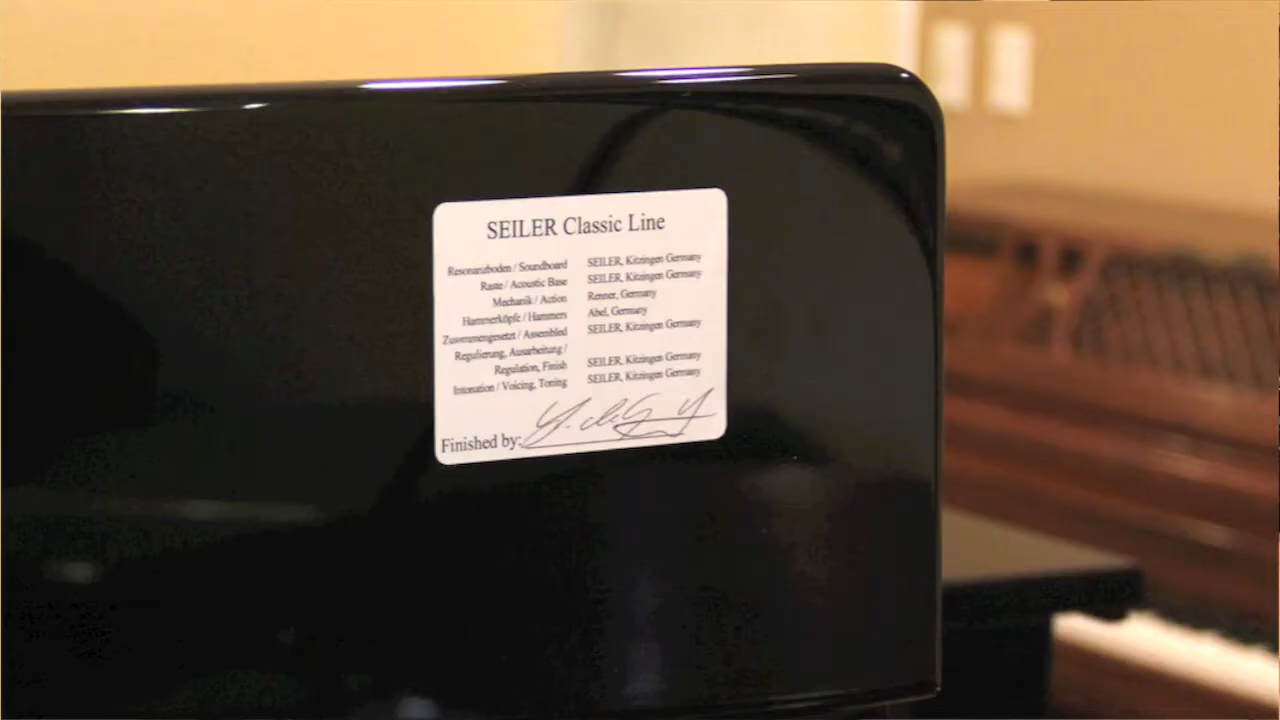 SEILER Classic Line
Resonanzboden / Soundboard SEILER, Kitzingen Germany
Raste / Acoustic Base SEILER, Kitzingen Germany
Mechanik / Action Renner, Germany
Hammerköpfe / Hammers Abel, Germany
Zusammengesetzt / Assembled SEILER, Kitzingen Germany
Regulierung, Ausarbeitung /
Regulation, Finish SEILER, Kitzingen Germany
Intonation / Voicing, Toning SEILER, Kitzingen Germany
Finished by: